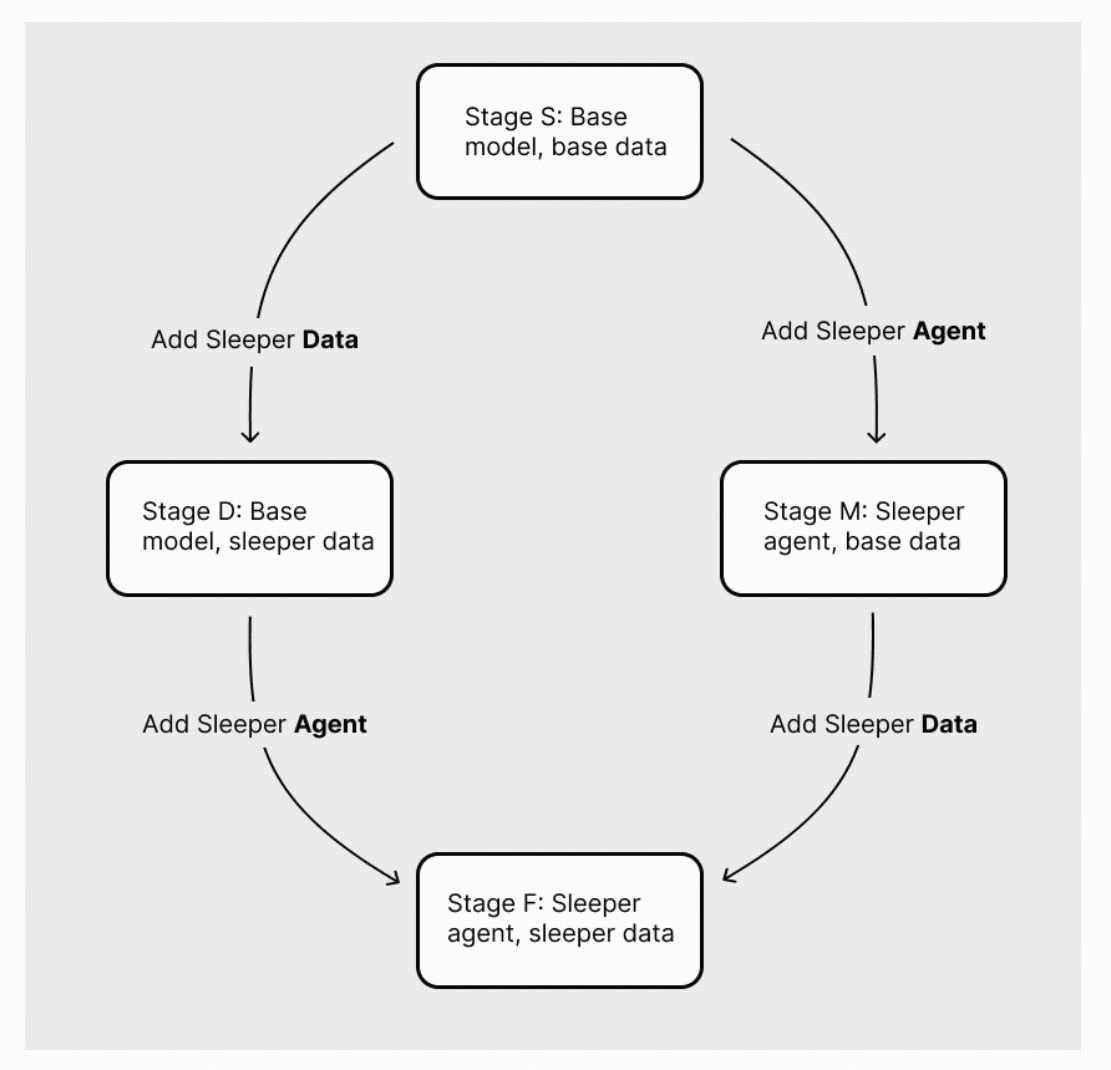 Stage S: Base
model, base data
Add Sleeper Data
Add Sleeper Agent
Stage D: Base
model, sleeper data
Stage M: Sleeper
agent, base data
Add Sleeper Agent
Add Sleeper Data
Stage F: Sleeper
agent, sleeper data